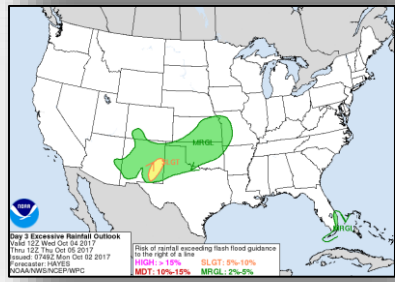 MRGL
SLGT
MRGL
NOAA
Day 3 Excessive Rainfall Outlook
Valid 12Z Wed Oct 04 2017
Thru 12Z Thu Oct 05 2017
Issued: 0749Z Mon Oct 02 2017
Forecaster: HAYES
NOAA/NWS/NCEP/WPC
Risk of rainfall exceeding flash flood guidance
to the right of a line
HIGH: > 15% SLGT: 5%-10%
MDT: 10%-15% MRGL: 2%-5%